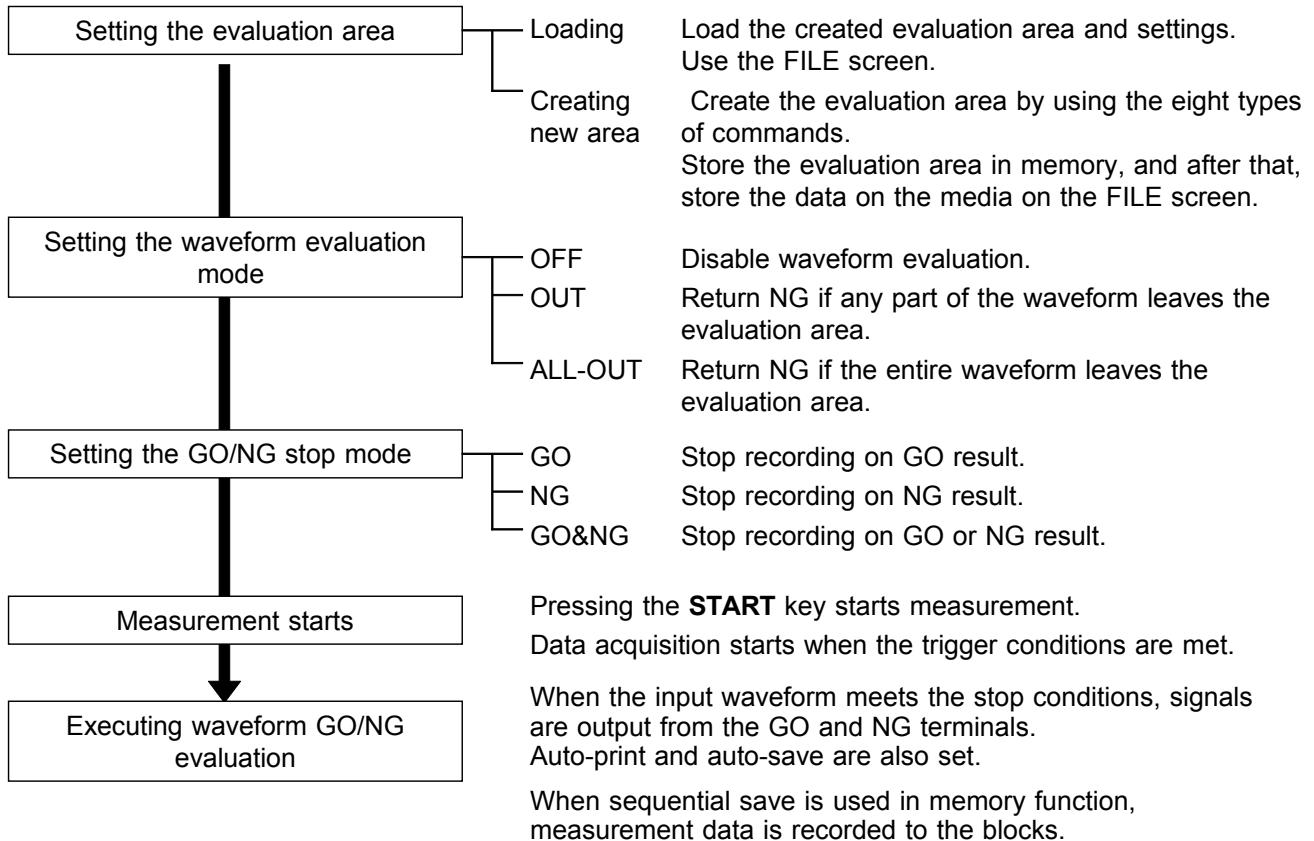 Setting the evaluation area
Loading
Load the created evaluation area and settings.
Use the FILE screen.
Creating
new area
Create the evaluation area by using the eight types
of commands.
Store the evaluation area in memory, and after that,
store the data on the media on the FILE screen.
Setting the waveform evaluation
mode
OFF
Disable waveform evaluation.
OUT
Return NG if any part of the waveform leaves the
evaluation area.
ALL-OUT
Return NG if the entire waveform leaves the
evaluation area.
Setting the GO/NG stop mode
GO
Stop recording on GO result.
NG
Stop recording on NG result.
GO&NG
Stop recording on GO or NG result.
Measurement starts
Pressing the START key starts measurement.
Data acquisition starts when the trigger conditions are met.
Executing waveform GO/NG
evaluation
When the input waveform meets the stop conditions, signals
are output from the GO and NG terminals.
Auto-print and auto-save are also set.
When sequential save is used in memory function,
measurement data is recorded to the blocks.